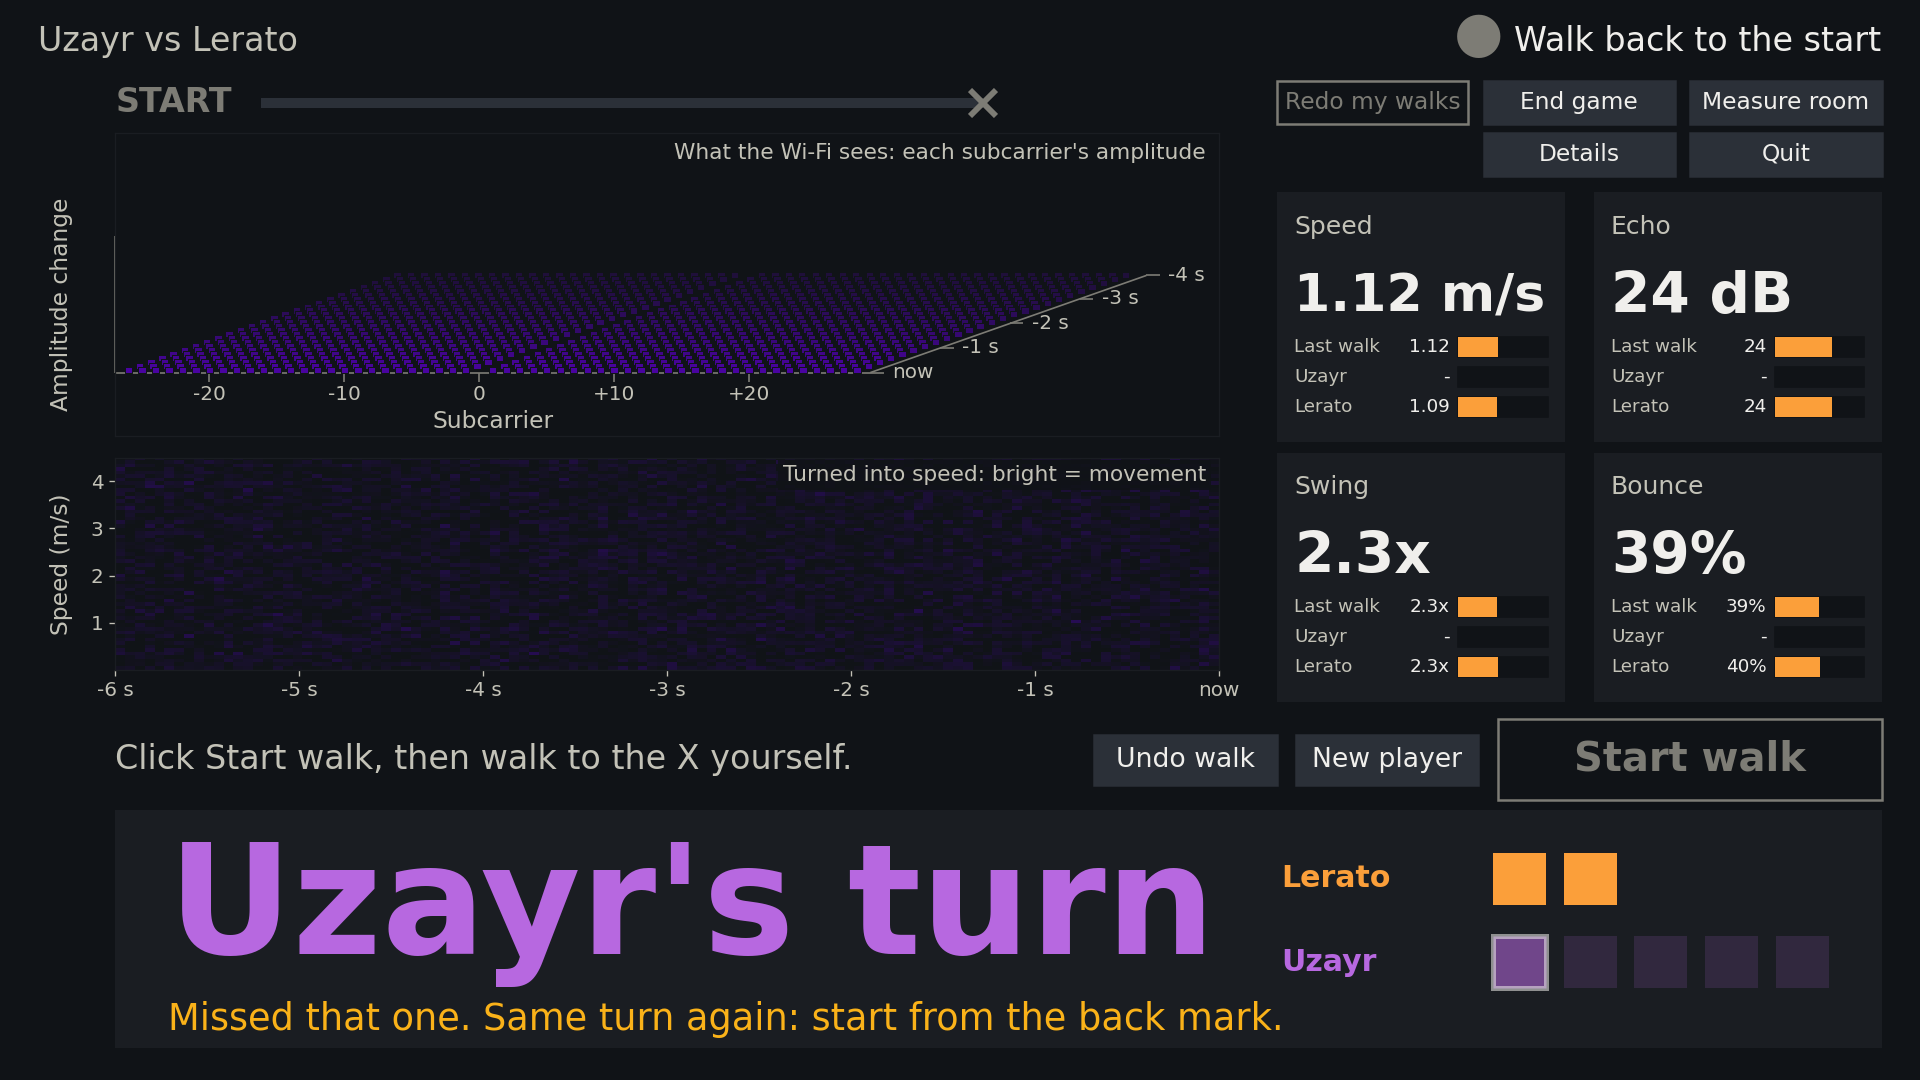 Uzayr vs Lerato
Walk back to the start
START
Redo my walks
End game
Measure room
Details
Quit
What the Wi-Fi sees: each subcarrier's amplitude
Amplitude change
-4 s
-3 s
-2 s
-1 s
now
-20
-10
0
+10
+20
Subcarrier
Turned into speed: bright = movement
Speed (m/s)
4
3
2
1
-6 s
-5 s
-4 s
-3 s
-2 s
-1 s
now
Speed
1.12 m/s
Last walk 1.12
Uzayr -
Lerato 1.09
Echo
24 dB
Last walk 24
Uzayr -
Lerato 24
Swing
2.3x
Last walk 2.3x
Uzayr -
Lerato 2.3x
Bounce
39%
Last walk 39%
Uzayr -
Lerato 40%
Click Start walk, then walk to the X yourself.
Undo walk
New player
Start walk
Uzayr's turn
Missed that one. Same turn again: start from the back mark.
Lerato
Uzayr